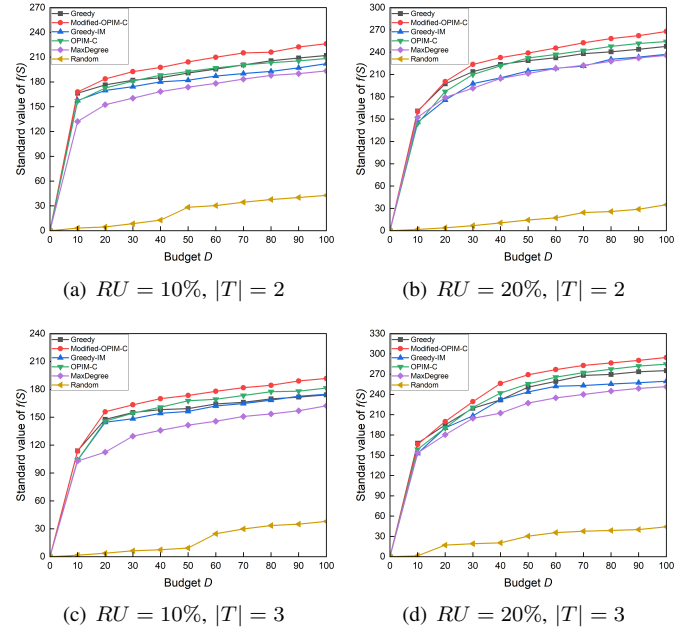 270
240
210
180
150
120
90
60
30
0
Standard value of f(S)
Greedy
Modified-OPIM-C
Greedy-IM
OPIM-C
MaxDegree
Random
0 10 20 30 40 50 60 70 80 90 100
Budget D
(a) RU = 10%, |T| = 2
300
270
240
210
180
150
120
90
60
30
0
Standard value of f(S)
Greedy
Modified-OPIM-C
Greedy-IM
OPIM-C
MaxDegree
Random
0 10 20 30 40 50 60 70 80 90 100
Budget D
(b) RU = 20%, |T| = 2
240
210
180
150
120
90
60
30
0
Standard value of f(S)
Greedy
Modified-OPIM-C
Greedy-IM
OPIM-C
MaxDegree
Random
0 10 20 30 40 50 60 70 80 90 100
Budget D
(c) RU = 10%, |T| = 3
330
300
270
240
210
180
150
120
90
60
30
0
Standard value of f(S)
Greedy
Modified-OPIM-C
Greedy-IM
OPIM-C
MaxDegree
Random
0 10 20 30 40 50 60 70 80 90 100
Budget D
(d) RU = 20%, |T| = 3